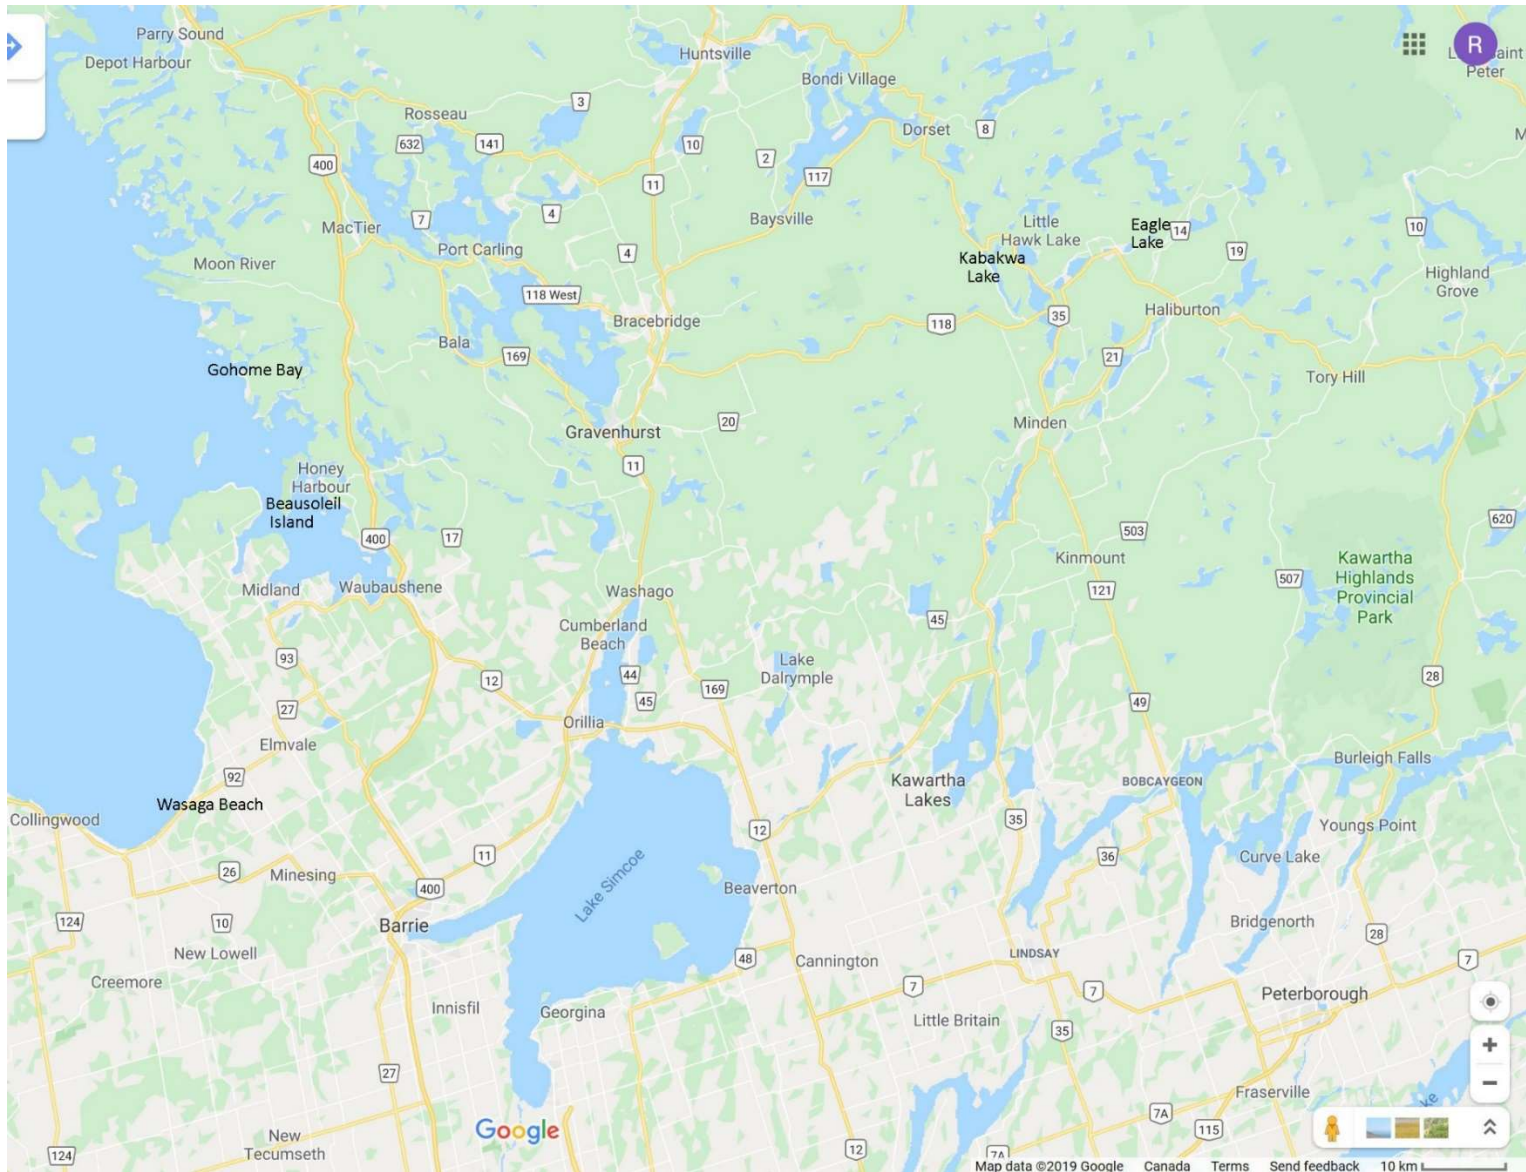 Parry Sound
Depot Harbour
Huntsville
Bondi Village
R
Saint
Peter
3
Rosseau
632
141
10
2
Dorset
8
400
11
117
7
4
Baysville
Little
Hawk Lake
Eagle
Lake
14
10
MacTier
Port Carling
4
19
Moon River
Kabakwa
Lake
Highland
Grove
118 West
Bracebridge
118
35
Haliburton
Bala
169
21
Gohome Bay
Tory Hill
20
Minden
Gravenhurst
11
Honey
Harbour
Beausoleil
Island
400
17
503
620
Kinmount
Kawartha
Highlands
Provincial
Park
507
Midland
Waubaushene
Washago
121
45
Cumberland
Beach
93
12
44
45
169
Lake
Dalrymple
28
27
49
Orillia
Elmvale
92
Burleigh Falls
Kawartha
Lakes
BOBCAYGEON
Wasaga Beach
Collingwood
12
35
Youngs Point
11
36
Curve Lake
26
Minesing
400
Lake Simcoe
Beaverton
124
10
Barrie
Bridgenorth
28
New Lowell
48
Cannington
LINDSAY
7
Creemore
7
7
Peterborough
Innisfil
Georgina
Little Britain
35
27
Fraserville
7A
115
Google
New
Tecumseth
124
12
7A
Map data ©2019 Google Canada Terms Send feedback 10 km